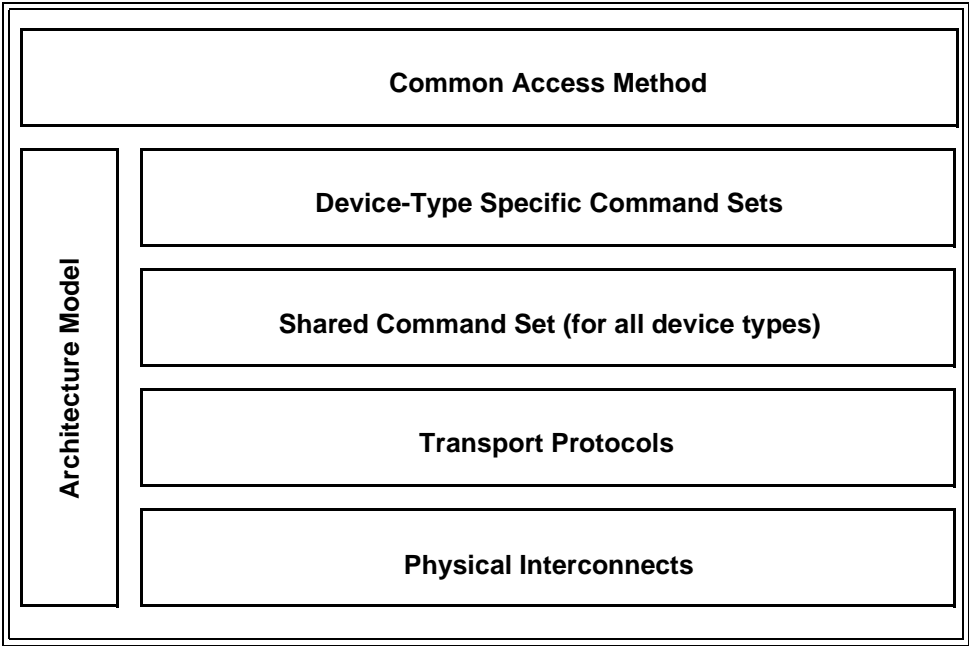 Common Access Method
Architecture Model
Device-Type Specific Command Sets
Shared Command Set (for all device types)
Transport Protocols
Physical Interconnects